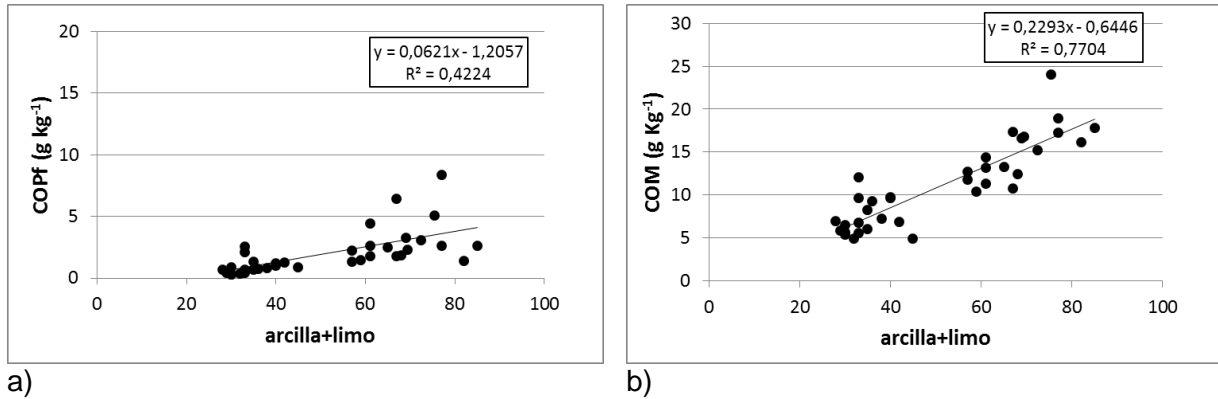 20
15
10
5
0
COPf (g kg-1)
y = 0,0621x - 1,2057
R² = 0,4224
0 20 40 60 80 100
arcilla+limo
a)
30
25
20
15
10
5
0
COM (g Kg-1)
y = 0,2293x - 0,6446
R² = 0,7704
0 20 40 60 80 100
arcilla+limo
b)